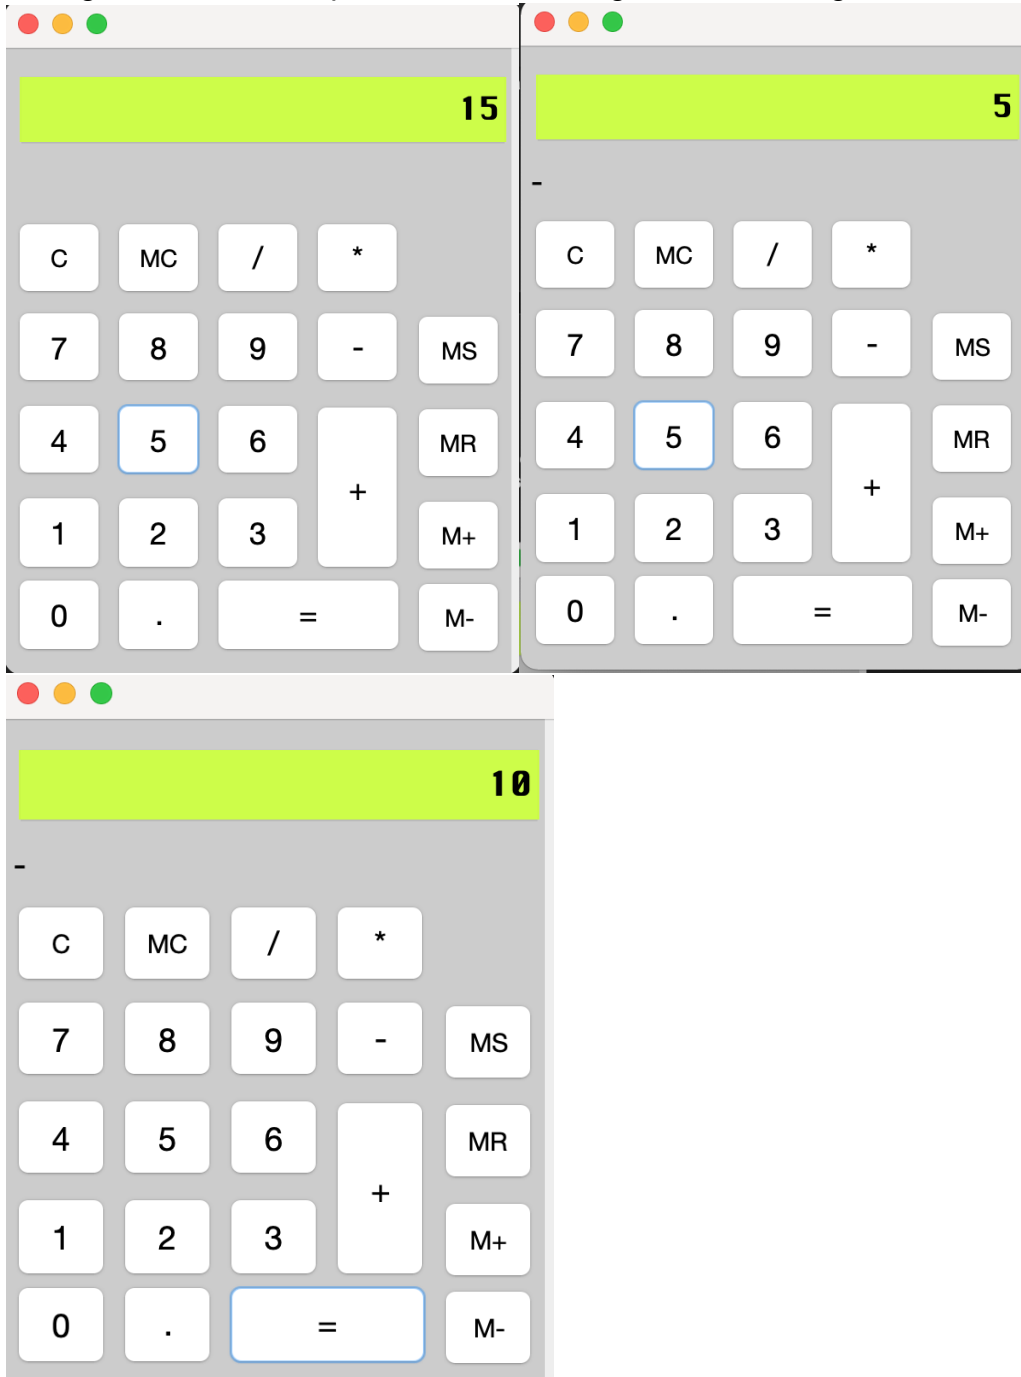 15
C MC / *
7 8 9 - MS
4 5 6 MR
+
1 2 3 M+
0 . = M-
5
-
C MC / *
7 8 9 - MS
4 5 6 MR
+
1 2 3 M+
0 . = M-
10
-
C MC / *
7 8 9 - MS
4 5 6 MR
+
1 2 3 M+
0 . = M-